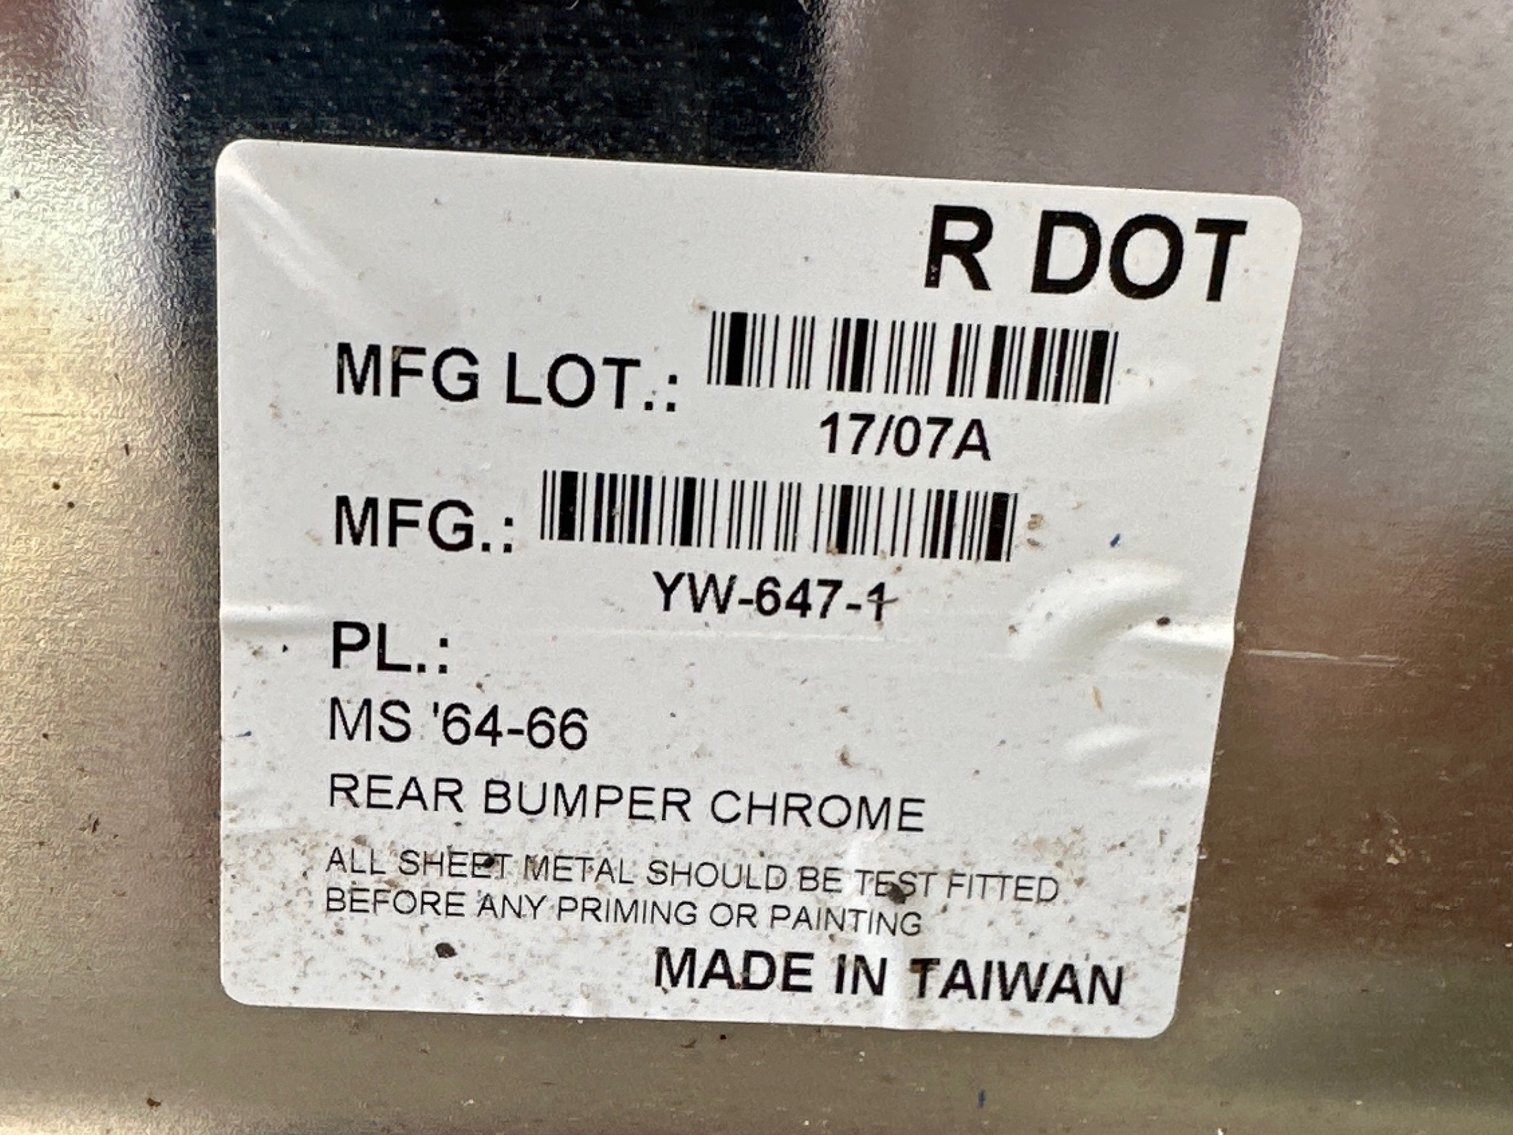 R DOT
MFG LOT.:
17/07A
MFG.:
YW-647-1
PL.:
MS '64-66
REAR BUMPER CHROME
ALL SHEET METAL SHOULD BE TEST FITTED
BEFORE ANY PRIMING OR PAINTING
MADE IN TAIWAN